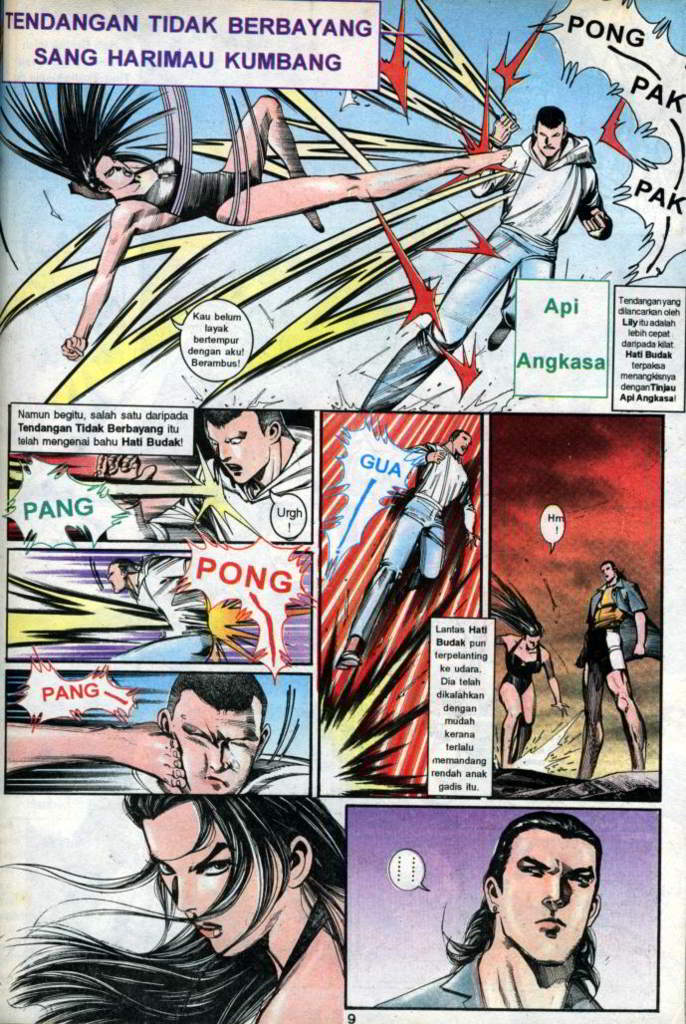 TENDANGAN TIDAK BERBAYANG
SANG HARIMAU KUMBANG
PONG
PAK
PAK
Kau belum
layak
bertempur
dengan aku!
Berambus!
Api
Angkasa
Tendangan yang
dilancarkan oleh
Lily itu adalah
lebih cepat
daripada kilat.
Hati Budak
terpaksa
menangkisnya
dengan Tinjau
Api Angkasa!
Namun begitu, salah satu daripada
Tendangan Tidak Berbayang itu
telah mengenai bahu Hati Budak!
PANG
Urgh
!
PONG
PANG
GUA
Lantas Hati
Budak pun
terpelanting
ke udara.
Dia telah
dikalahkan
dengan
mudah
kerana
terlalu
memandang
rendah anak
gadis itu.
Hm
!
9